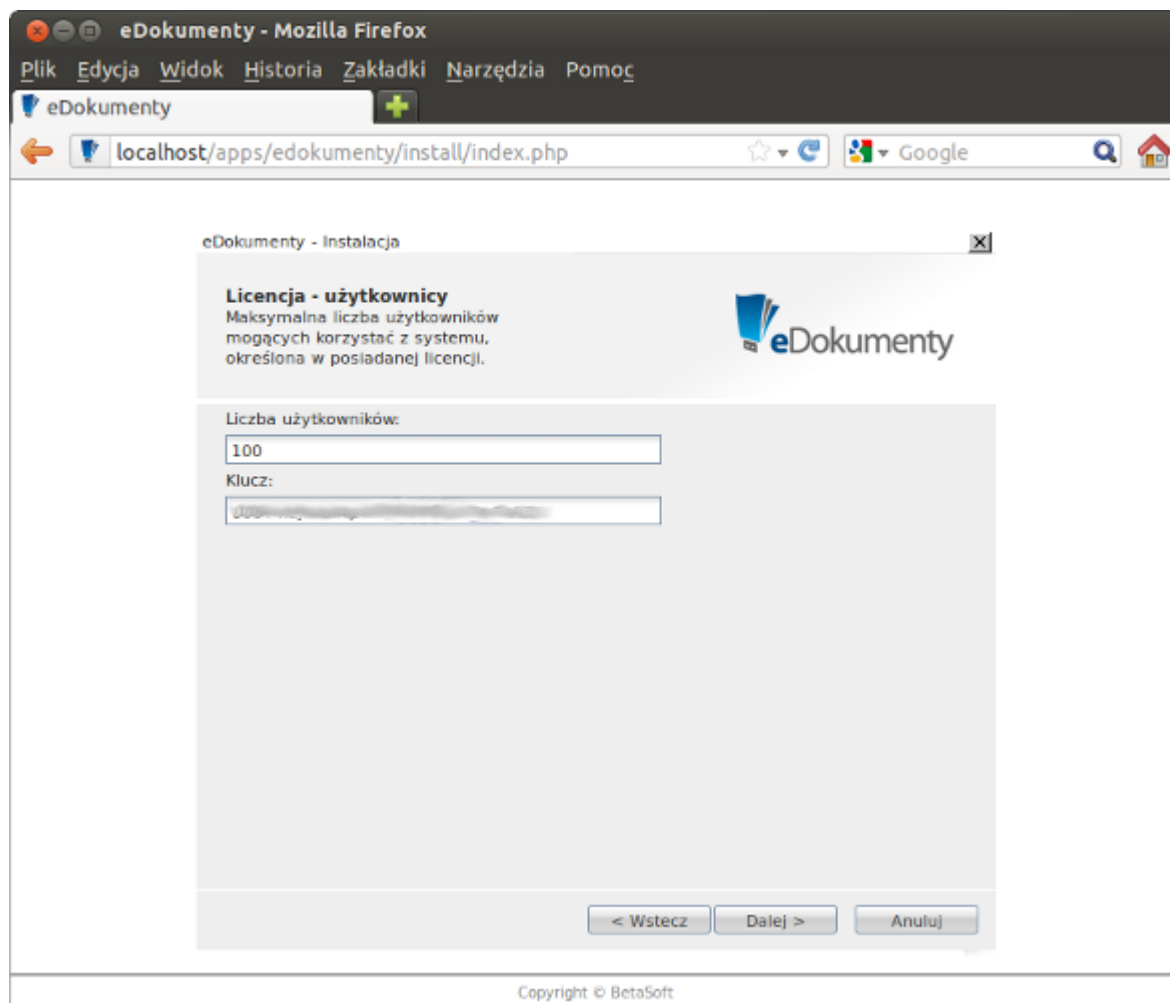 eDokumenty - Mozilla Firefox
Plik Edycja Widok Historia Zakładki Narzędzia Pomoc
eDokumenty
localhost/apps/edokumenty/install/index.php
Google
eDokumenty - Instalacja
Licencja - użytkownicy
Maksymalna liczba użytkowników
mogących korzystać z systemu,
określona w posiadanej licencji.
eDokumenty
Liczba użytkowników:
100
Klucz:
< Wstecz Dalej > Anuluj
Copyright © BetaSoft